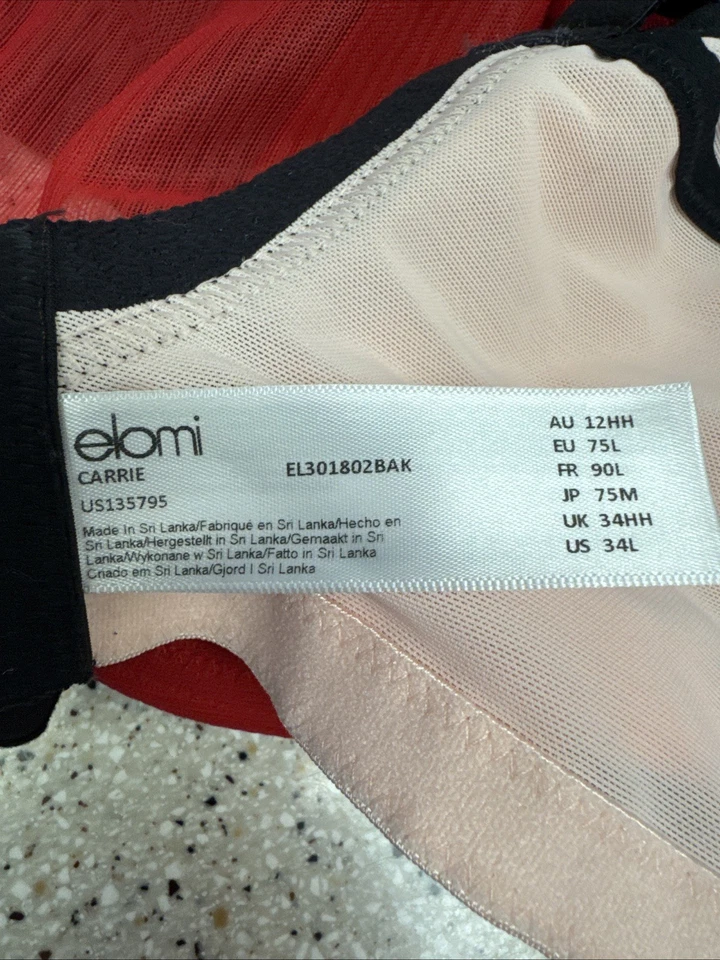 elomi
CARRIE
EL301802BAK
US135795
Made In Sri Lanka/Fabriqué en Sri Lanka/Hecho en
Sri Lanka/Hergestellt in Sri Lanka/Gemaakt in Sri
Lanka/Wykonane w Sri Lanka/Fatto in Sri Lanka
Criado em Sri Lanka/Gjord I Sri Lanka
AU 12HH
EU 75L
FR 90L
JP 75M
UK 34HH
US 34L